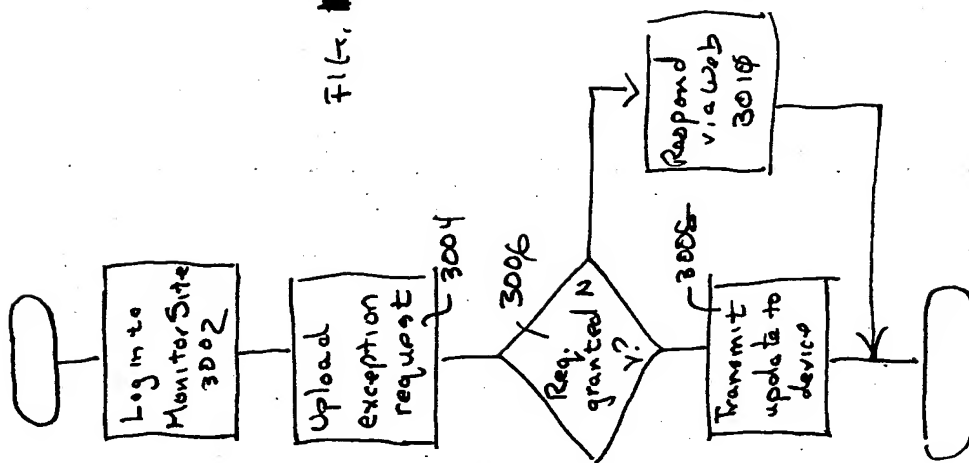 FIG.
Log in to
Monitor Site
3002
Upload
exception
request
3004
3006
Req.
granted
?
Y
N
Respond
via Web
3010
3008
Transmit
update to
device